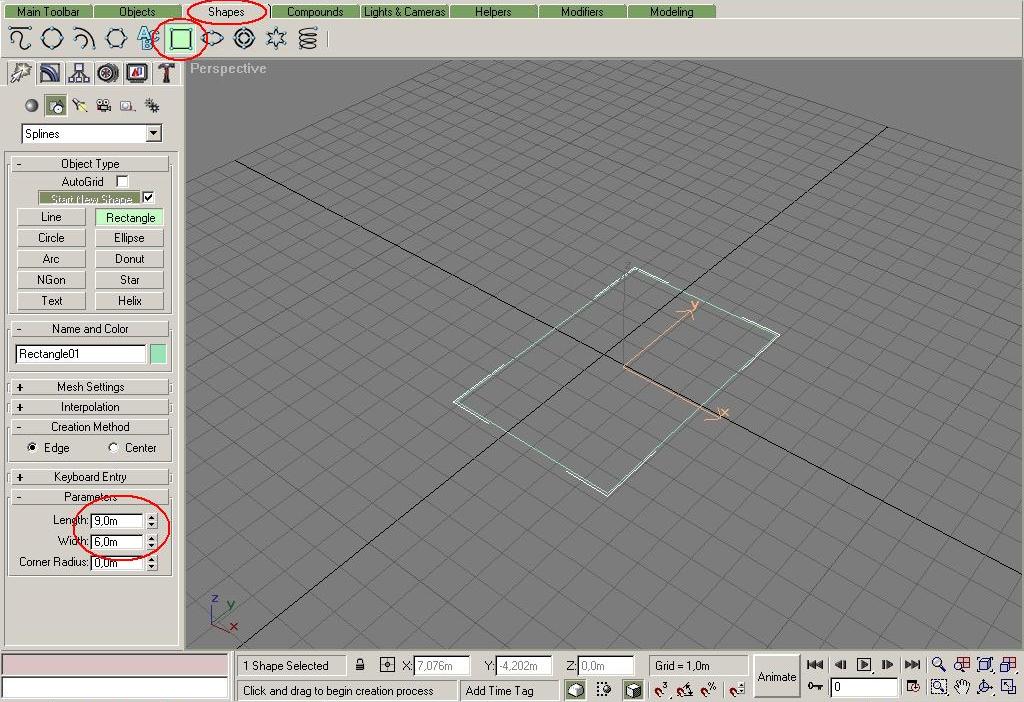 Main Toolbar Objects Shapes Compounds Lights & Cameras Helpers Modifiers Modeling
Perspective
Splines
- Object Type
AutoGrid
Start New Shape
Line Rectangle
Circle Ellipse
Arc Donut
NGon Star
Text Helix
- Name and Color
Rectangle01
+ Mesh Settings
+ Interpolation
- Creation Method
Edge Center
+ Keyboard Entry
- Parameters
Length: 9,0m
Width: 6,0m
Corner Radius: 0,0m
y
x
z
y
x
1 Shape Selected X: 7,076m Y: -4,202m Z: 0,0m Grid = 1,0m Animate
Click and drag to begin creation process Add Time Tag 0